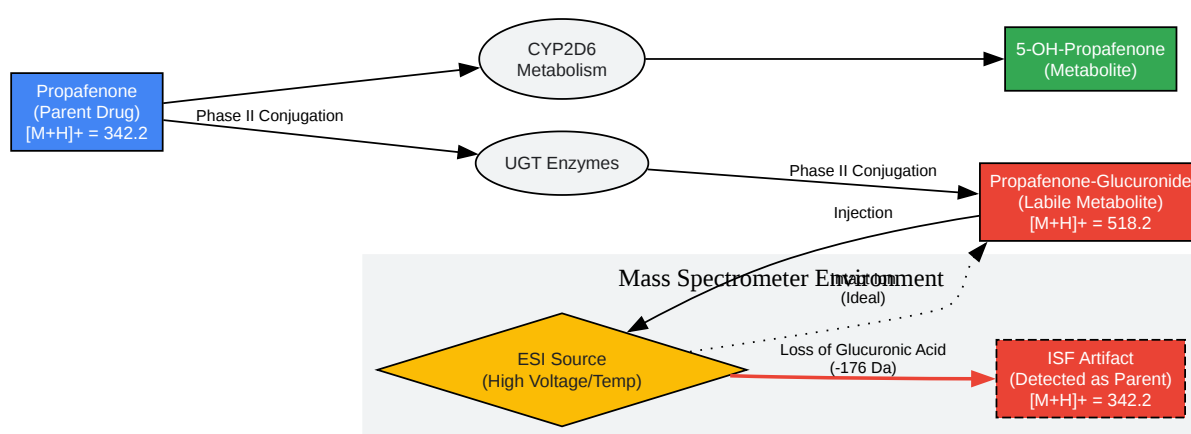 Propafenone
(Parent Drug)
[M+H]+ = 342.2
CYP2D6
Metabolism
5-OH-Propafenone
(Metabolite)
Phase II Conjugation
UGT Enzymes
Phase II Conjugation
Propafenone-Glucuronide
(Labile Metabolite)
[M+H]+ = 518.2
Injection
Mass Spectrometer Environment
(Ideal)
ESI Source
(High Voltage/Temp)
Loss of Glucuronic Acid
(-176 Da)
ISF Artifact
(Detected as Parent)
[M+H]+ = 342.2